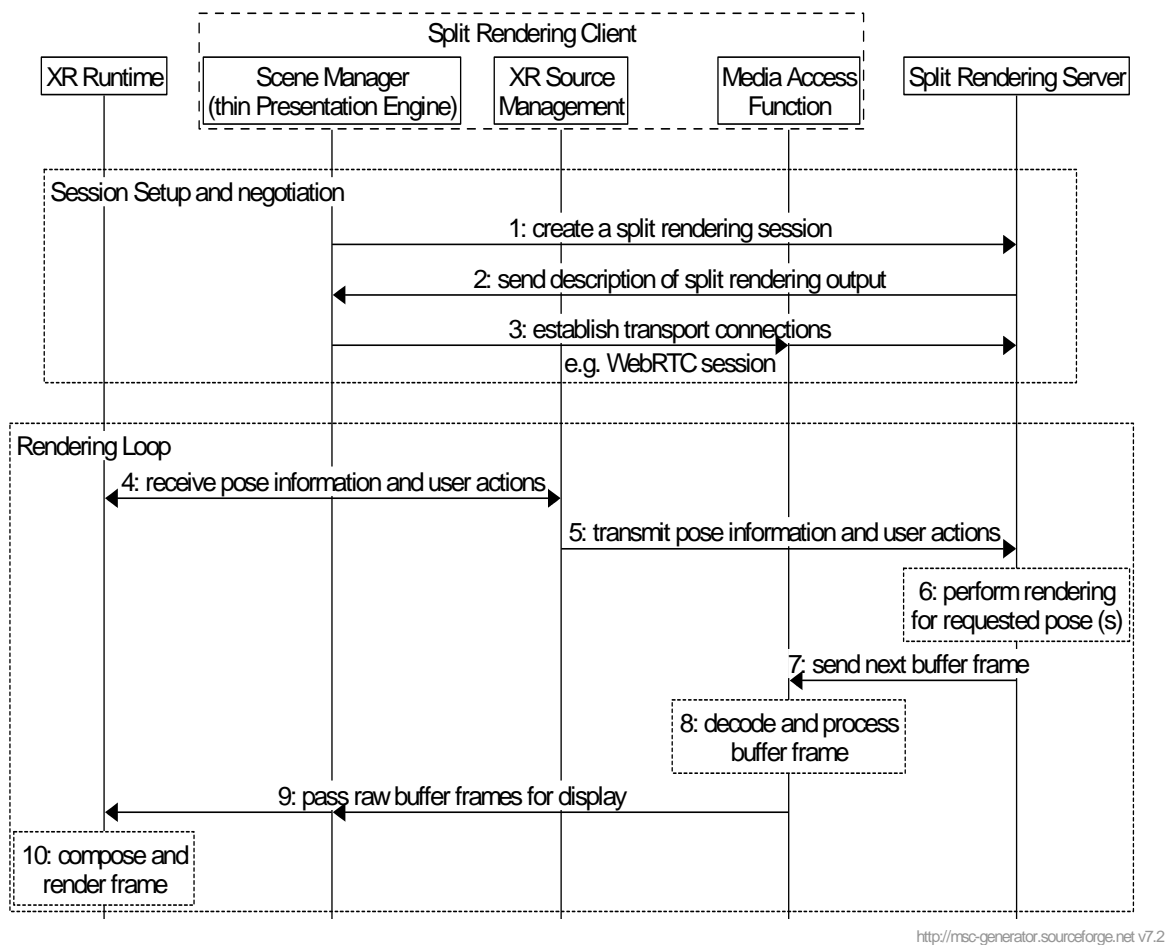 Split Rendering Client
XR Runtime
Scene Manager
(thin Presentation Engine)
XR Source
Management
Media Access
Function
Split Rendering Server
Session Setup and negotiation
1: create a split rendering session
2: send description of split rendering output
3: establish transport connections
e.g. WebRTC session
Rendering Loop
4: receive pose information and user actions
5: transmit pose information and user actions
6: perform rendering
for requested pose (s)
7: send next buffer frame
8: decode and process
buffer frame
9: pass raw buffer frames for display
10: compose and
render frame
http://msc-generator.sourceforge.net v7.2